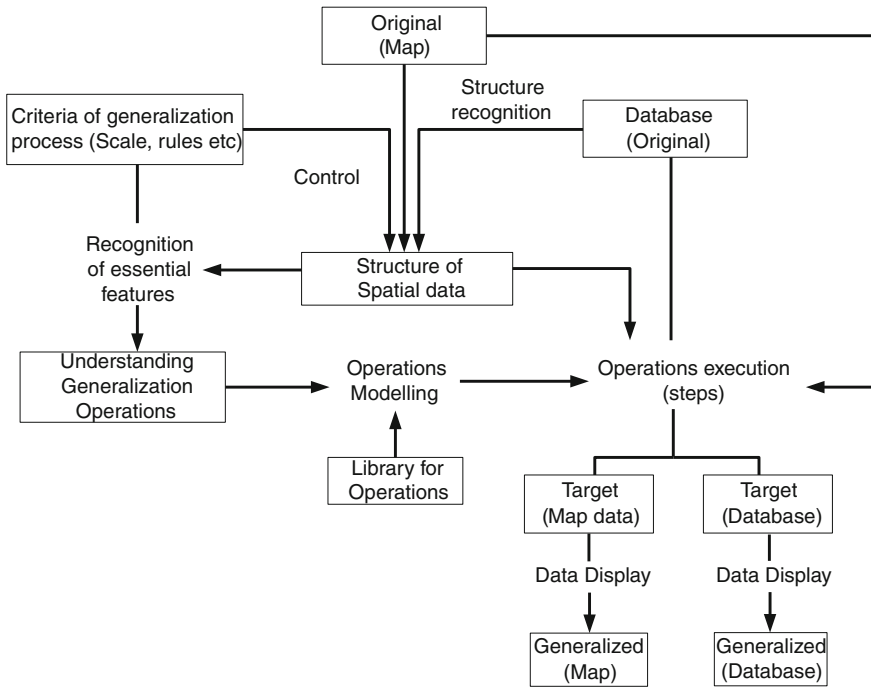 Original
(Map)
Structure
recognition
Criteria of generalization
process (Scale, rules etc)
Database
(Original)
Control
Recognition
of essential
features
Structure of
Spatial data
Understanding
Generalization
Operations
Operations
Modelling
Operations execution
(steps)
Library for
Operations
Target
(Map data)
Target
(Database)
Data Display
Data Display
Generalized
(Map)
Generalized
(Database)